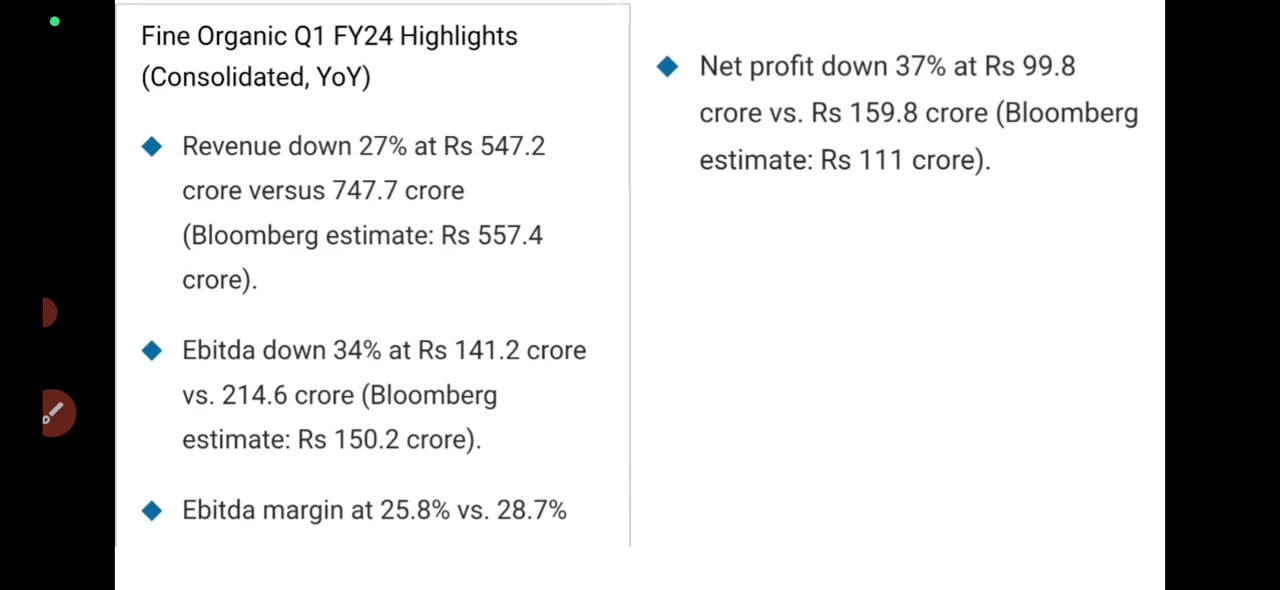 Fine Organic Q1 FY24 Highlights
(Consolidated, YoY)
Revenue down 27% at Rs 547.2
crore versus 747.7 crore
(Bloomberg estimate: Rs 557.4
crore).
Ebitda down 34% at Rs 141.2 crore
vs. 214.6 crore (Bloomberg
estimate: Rs 150.2 crore).
Ebitda margin at 25.8% vs. 28.7%
Net profit down 37% at Rs 99.8
crore vs. Rs 159.8 crore (Bloomberg
estimate: Rs 111 crore).